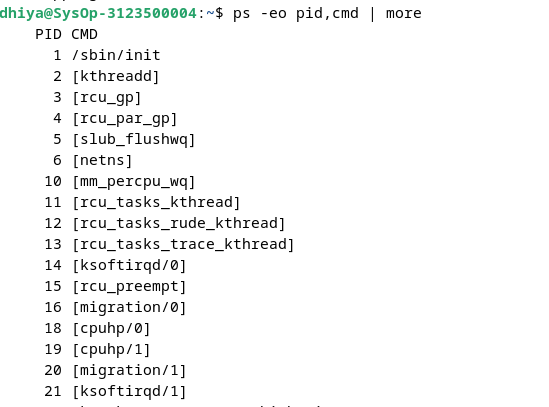 dhiya@SysOp-3123500004:~$ ps -eo pid,cmd | more
PID CMD
1 /sbin/init
2 [kthreadd]
3 [rcu_gp]
4 [rcu_par_gp]
5 [slub_flushwq]
6 [netns]
10 [mm_percpu_wq]
11 [rcu_tasks_kthread]
12 [rcu_tasks_rude_kthread]
13 [rcu_tasks_trace_kthread]
14 [ksoftirqd/0]
15 [rcu_preempt]
16 [migration/0]
18 [cpuhp/0]
19 [cpuhp/1]
20 [migration/1]
21 [ksoftirqd/1]